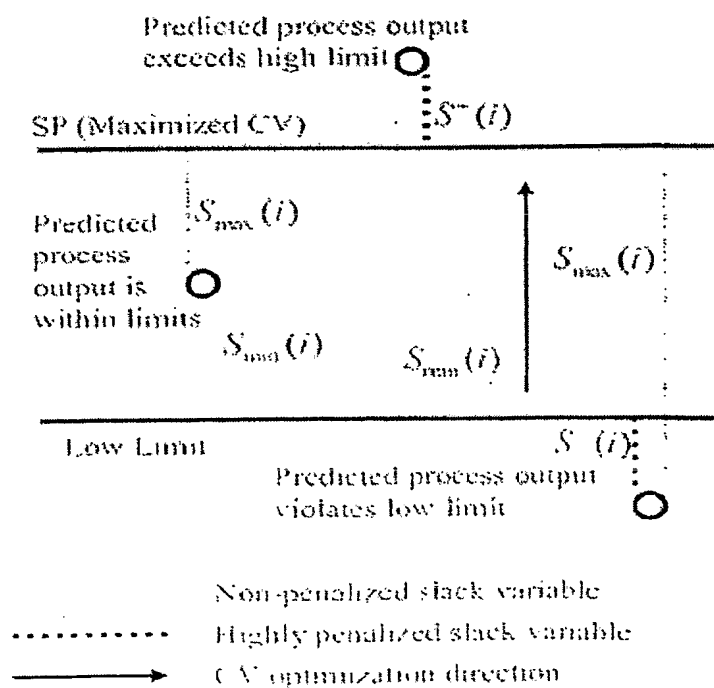 Predicted process output
exceeds high limit
S⁺(i)
SP (Maximized CV)
S_max(i)
Predicted
process
output is
within limits
S_max(i)
S_min(i)
S_min(i)
Low Limit
S⁻(i)
Predicted process output
violates low limit
Non-penalized slack variable
Highly penalized slack variable
CV optimization direction